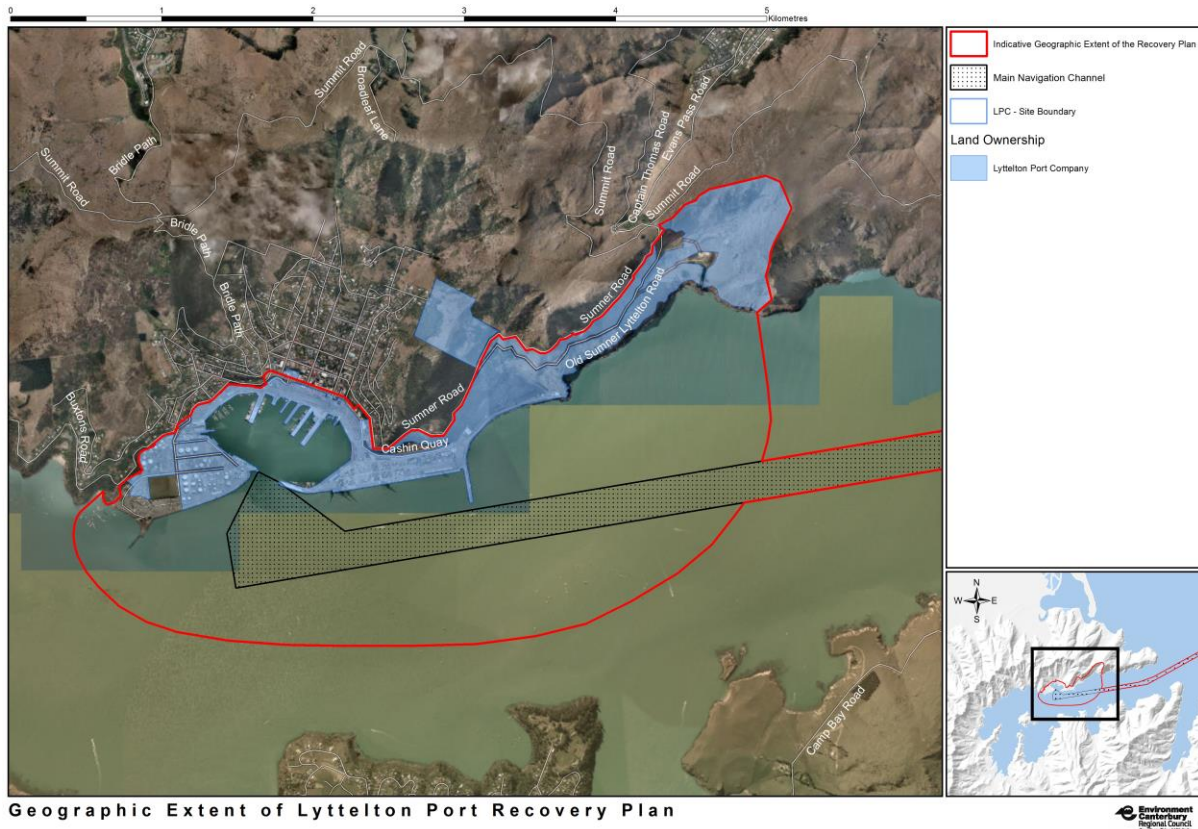 0 1 2 3 4 5
Kilometres
Indicative Geographic Extent of the Recovery Plan
Main Navigation Channel
LPC - Site Boundary
Land Ownership
Lyttelton Port Company
Summit Road
Broadleaf Lane
Bridle Path
Summit Road
Bridle Path
Bridle Path
Buxtons Road
Summit Road
Captain Thomas Road
Evans Pass Road
Summit Road
Sumner Road
Old Sumner Lyttelton Road
Sumner Road
Cashin Quay
Camp Bay Road
N
W E
S
Geographic Extent of Lyttelton Port Recovery Plan
Environment
Canterbury
Regional Council